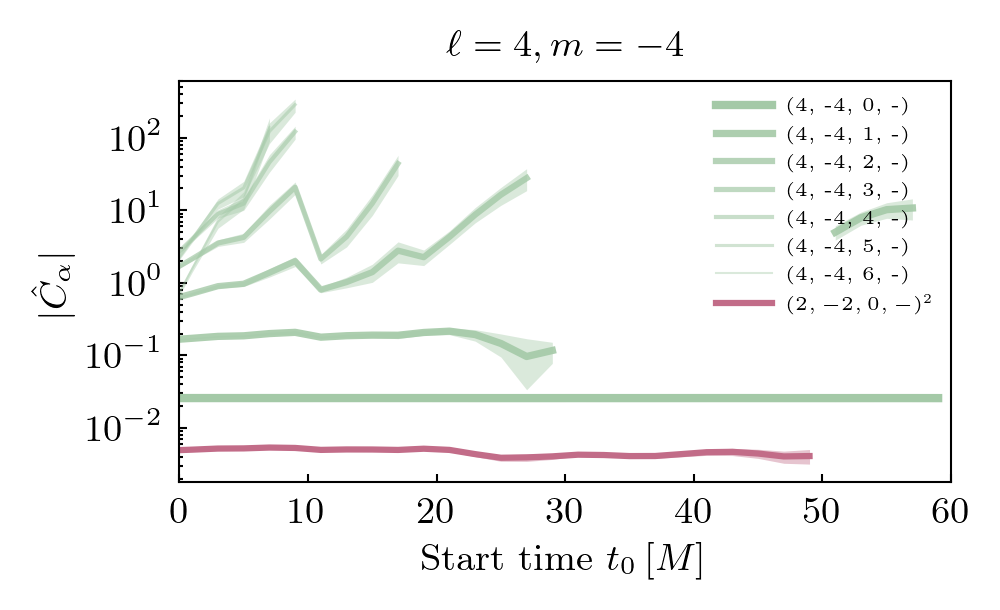 ℓ = 4, m = −4
|Ĉ_α|
10²
10¹
10⁰
10⁻¹
10⁻²
(4, -4, 0, -)
(4, -4, 1, -)
(4, -4, 2, -)
(4, -4, 3, -)
(4, -4, 4, -)
(4, -4, 5, -)
(4, -4, 6, -)
(2, −2, 0, −)²
0 10 20 30 40 50 60
Start time t₀ [M]